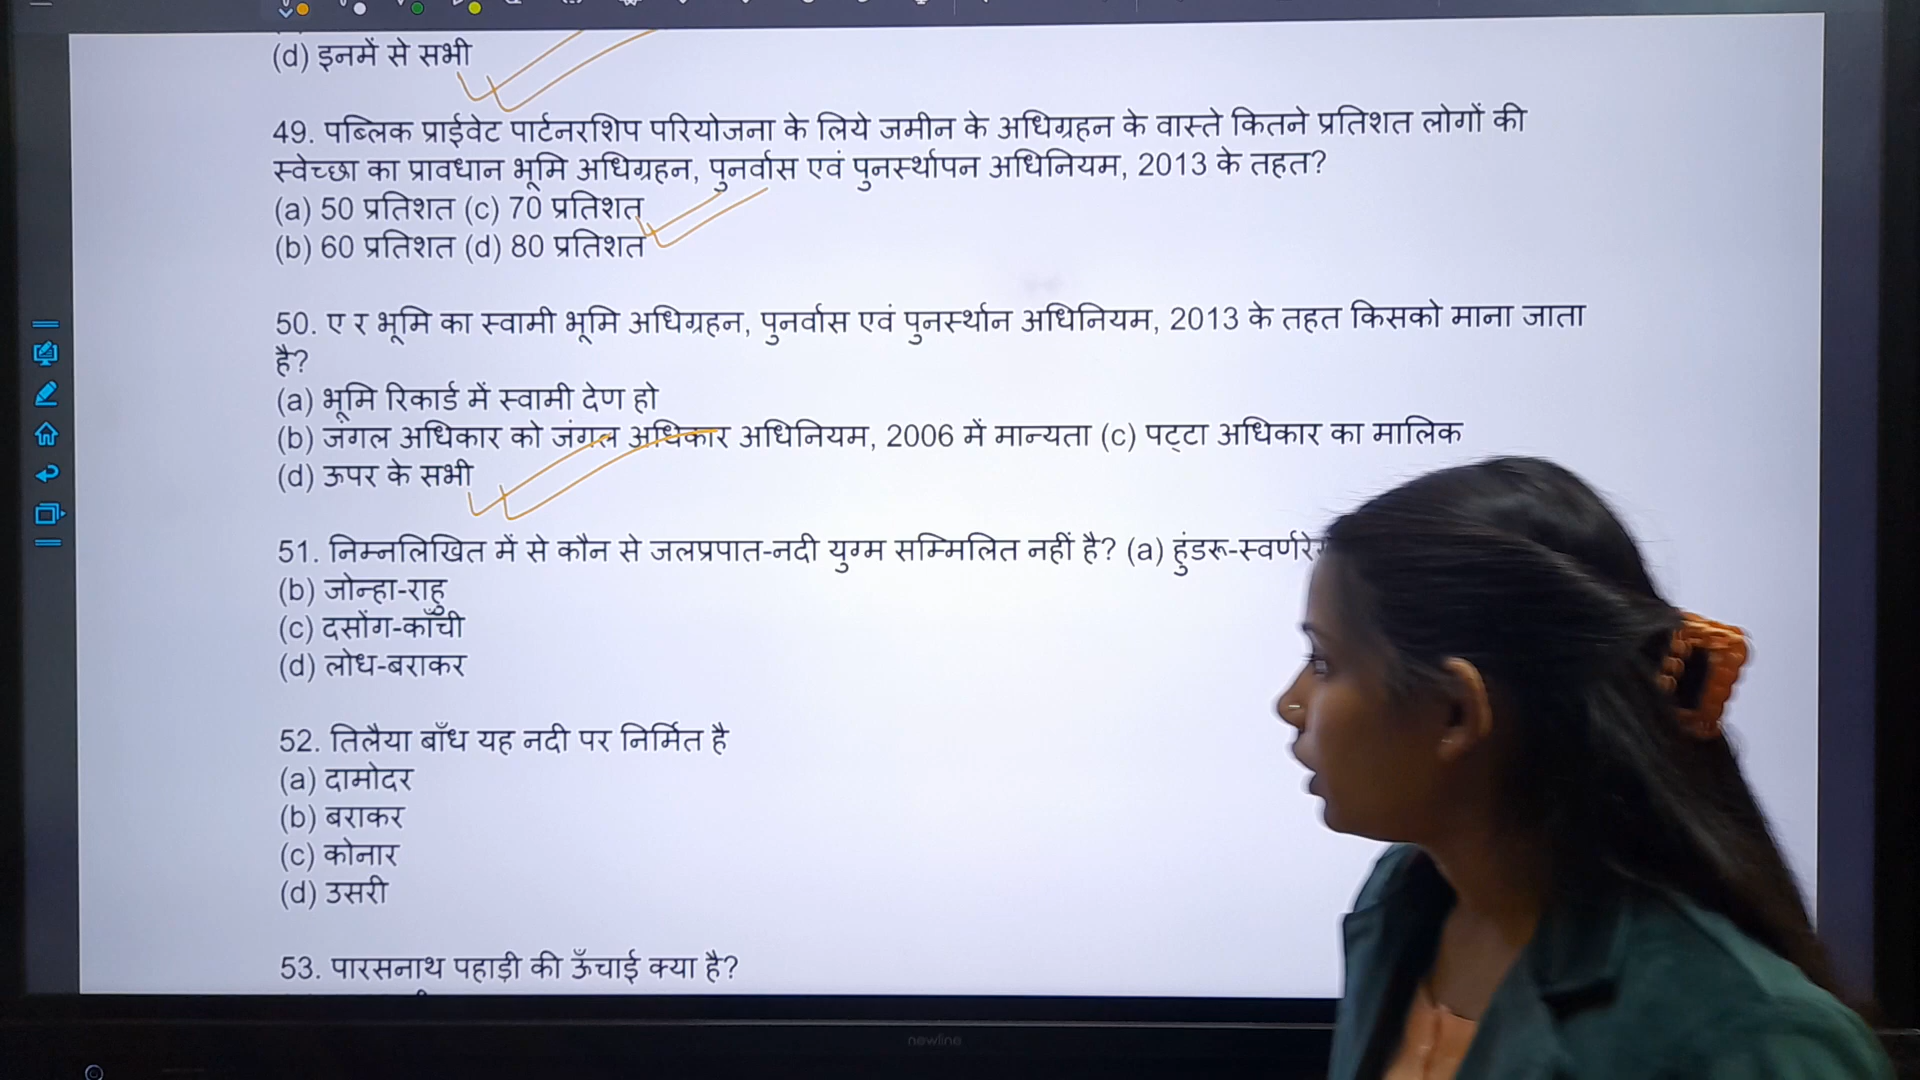 (d) इनमें से सभी
49. पब्लिक प्राईवेट पार्टनरशिप परियोजना के लिये जमीन के अधिग्रहन के वास्ते कितने प्रतिशत लोगों की
स्वेच्छा का प्रावधान भूमि अधिग्रहन, पुनर्वास एवं पुनर्स्थापन अधिनियम, 2013 के तहत?
(a) 50 प्रतिशत (c) 70 प्रतिशत
(b) 60 प्रतिशत (d) 80 प्रतिशत
50. ए र भूमि का स्वामी भूमि अधिग्रहन, पुनर्वास एवं पुनर्स्थान अधिनियम, 2013 के तहत किसको माना जाता
है?
(a) भूमि रिकार्ड में स्वामी देण हो
(b) जंगल अधिकार को जंगल अधिकार अधिनियम, 2006 में मान्यता (c) पट्टा अधिकार का मालिक
(d) ऊपर के सभी
51. निम्नलिखित में से कौन से जलप्रपात-नदी युग्म सम्मिलित नहीं है? (a) हुंडरू-
(b) जोन्हा-राहु
(c) दसोंग-काँची
(d) लोध-बराकर
52. तिलैया बाँध यह नदी पर निर्मित है
(a) दामोदर
(b) बराकर
(c) कोनार
(d) उसरी
53. पारसनाथ पहाड़ी की ऊँचाई क्या है?
newline